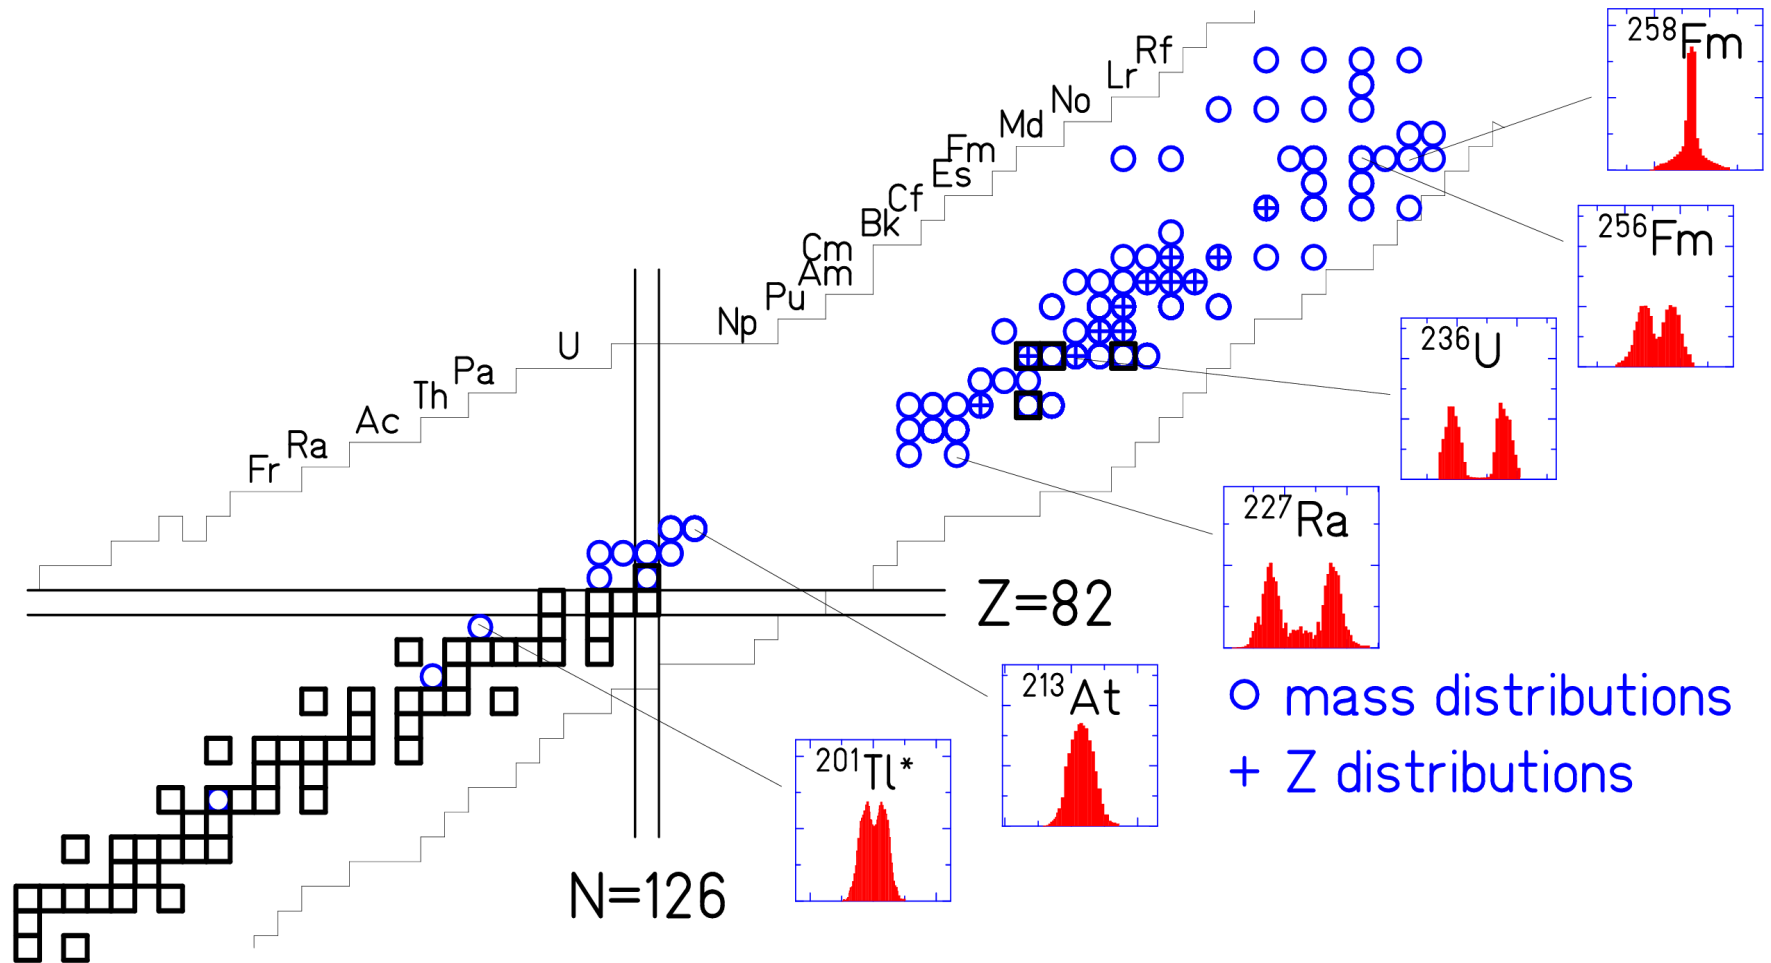 Rf
Lr
No
Md
Fm
Es
Cf
Bk
Cm
Am
Pu
Np
U
Pa
Th
Ac
Ra
Fr
258Fm
256Fm
236U
227Ra
213At
201Tl*
Z=82
N=126
mass distributions
Z distributions